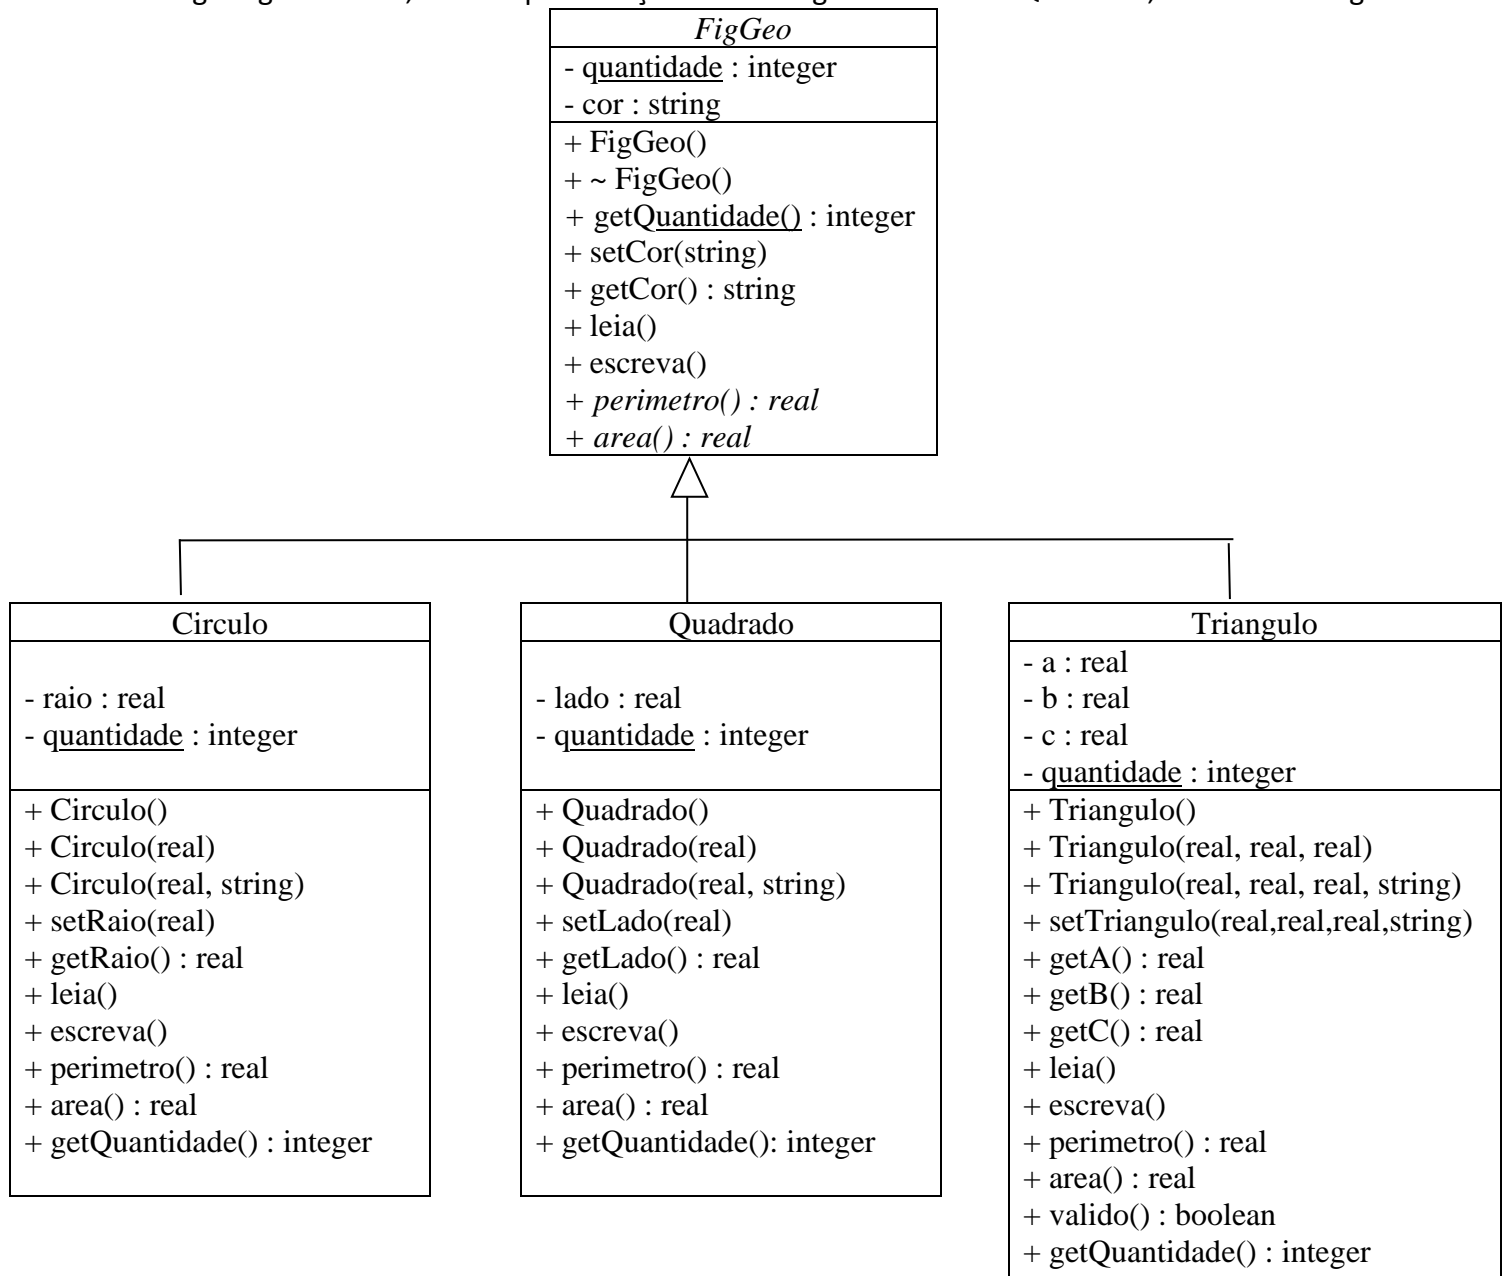 FigGeo
- quantidade : integer
- cor : string
+ FigGeo()
+ ~ FigGeo()
+ getQuantidade() : integer
+ setCor(string)
+ getCor() : string
+ leia()
+ escreva()
+ perimetro() : real
+ area() : real
Circulo
- raio : real
- quantidade : integer
+ Circulo()
+ Circulo(real)
+ Circulo(real, string)
+ setRaio(real)
+ getRaio() : real
+ leia()
+ escreva()
+ perimetro() : real
+ area() : real
+ getQuantidade() : integer
Quadrado
- lado : real
- quantidade : integer
+ Quadrado()
+ Quadrado(real)
+ Quadrado(real, string)
+ setLado(real)
+ getLado() : real
+ leia()
+ escreva()
+ perimetro() : real
+ area() : real
+ getQuantidade(): integer
Triangulo
- a : real
- b : real
- c : real
- quantidade : integer
+ Triangulo()
+ Triangulo(real, real, real)
+ Triangulo(real, real, real, string)
+ setTriangulo(real,real,real,string)
+ getA() : real
+ getB() : real
+ getC() : real
+ leia()
+ escreva()
+ perimetro() : real
+ area() : real
+ valido() : boolean
+ getQuantidade() : integer